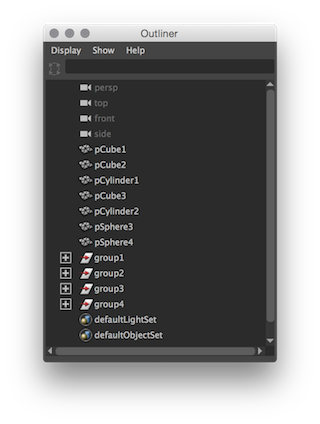 Outliner
Display Show Help
persp
top
front
side
pCube1
pCube2
pCylinder1
pCube3
pCylinder2
pSphere3
pSphere4
group1
group2
group3
group4
defaultLightSet
defaultObjectSet